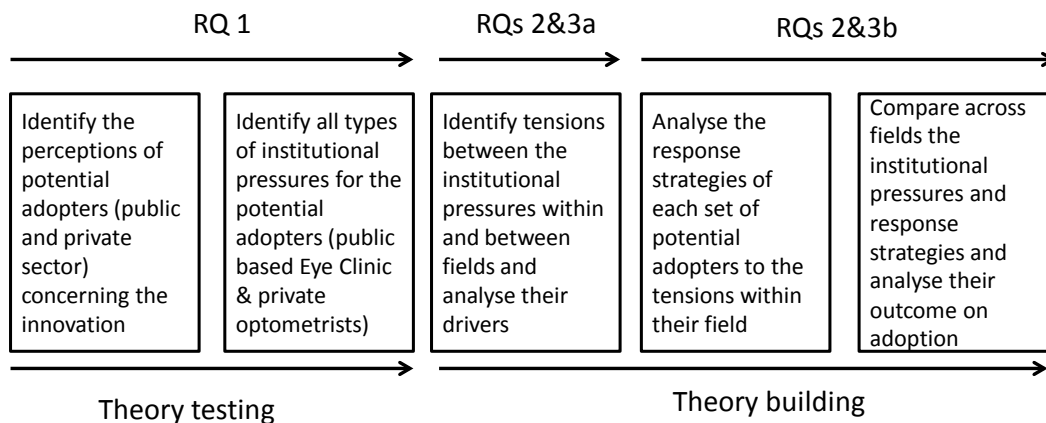 RQ 1
RQs 2&3a
RQs 2&3b
Identify the
perceptions of
potential
adopters (public
and private
sector)
concerning the
innovation
Identify all types
of institutional
pressures for the
potential
adopters (public
based Eye Clinic
& private
optometrists)
Identify tensions
between the
institutional
pressures within
and between
fields and
analyse their
drivers
Analyse the
response
strategies of
each set of
potential
adopters to the
tensions within
their field
Compare across
fields the
institutional
pressures and
response
strategies and
analyse their
outcome on
adoption
Theory testing
Theory building